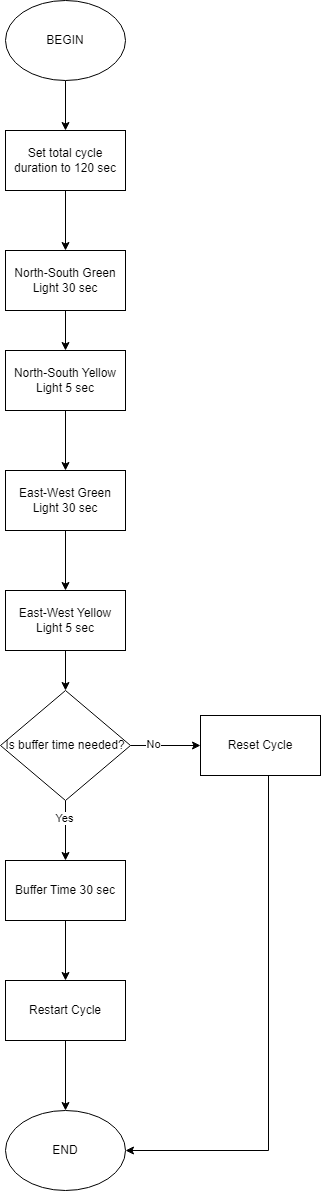 BEGIN
Set total cycle
duration to 120 sec
North-South Green
Light 30 sec
North-South Yellow
Light 5 sec
East-West Green
Light 30 sec
East-West Yellow
Light 5 sec
Is buffer time needed?
No
Reset Cycle
Yes
Buffer Time 30 sec
Restart Cycle
END